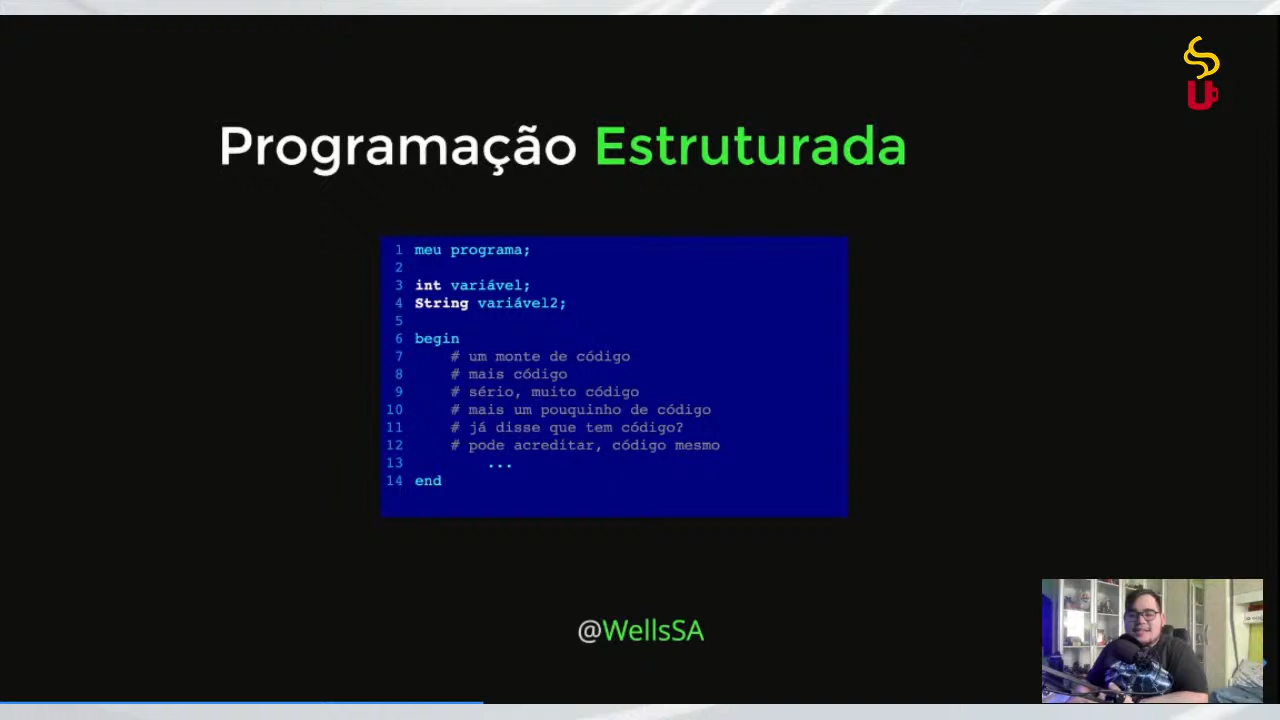 Programação Estruturada
1 meu programa;
2
3 int variável;
4 String variável2;
5
6 begin
7 # um monte de código
8 # mais código
9 # sério, muito código
10 # mais um pouquinho de código
11 # já disse que tem código?
12 # pode acreditar, código mesmo
13 ...
14 end
@WellsSA